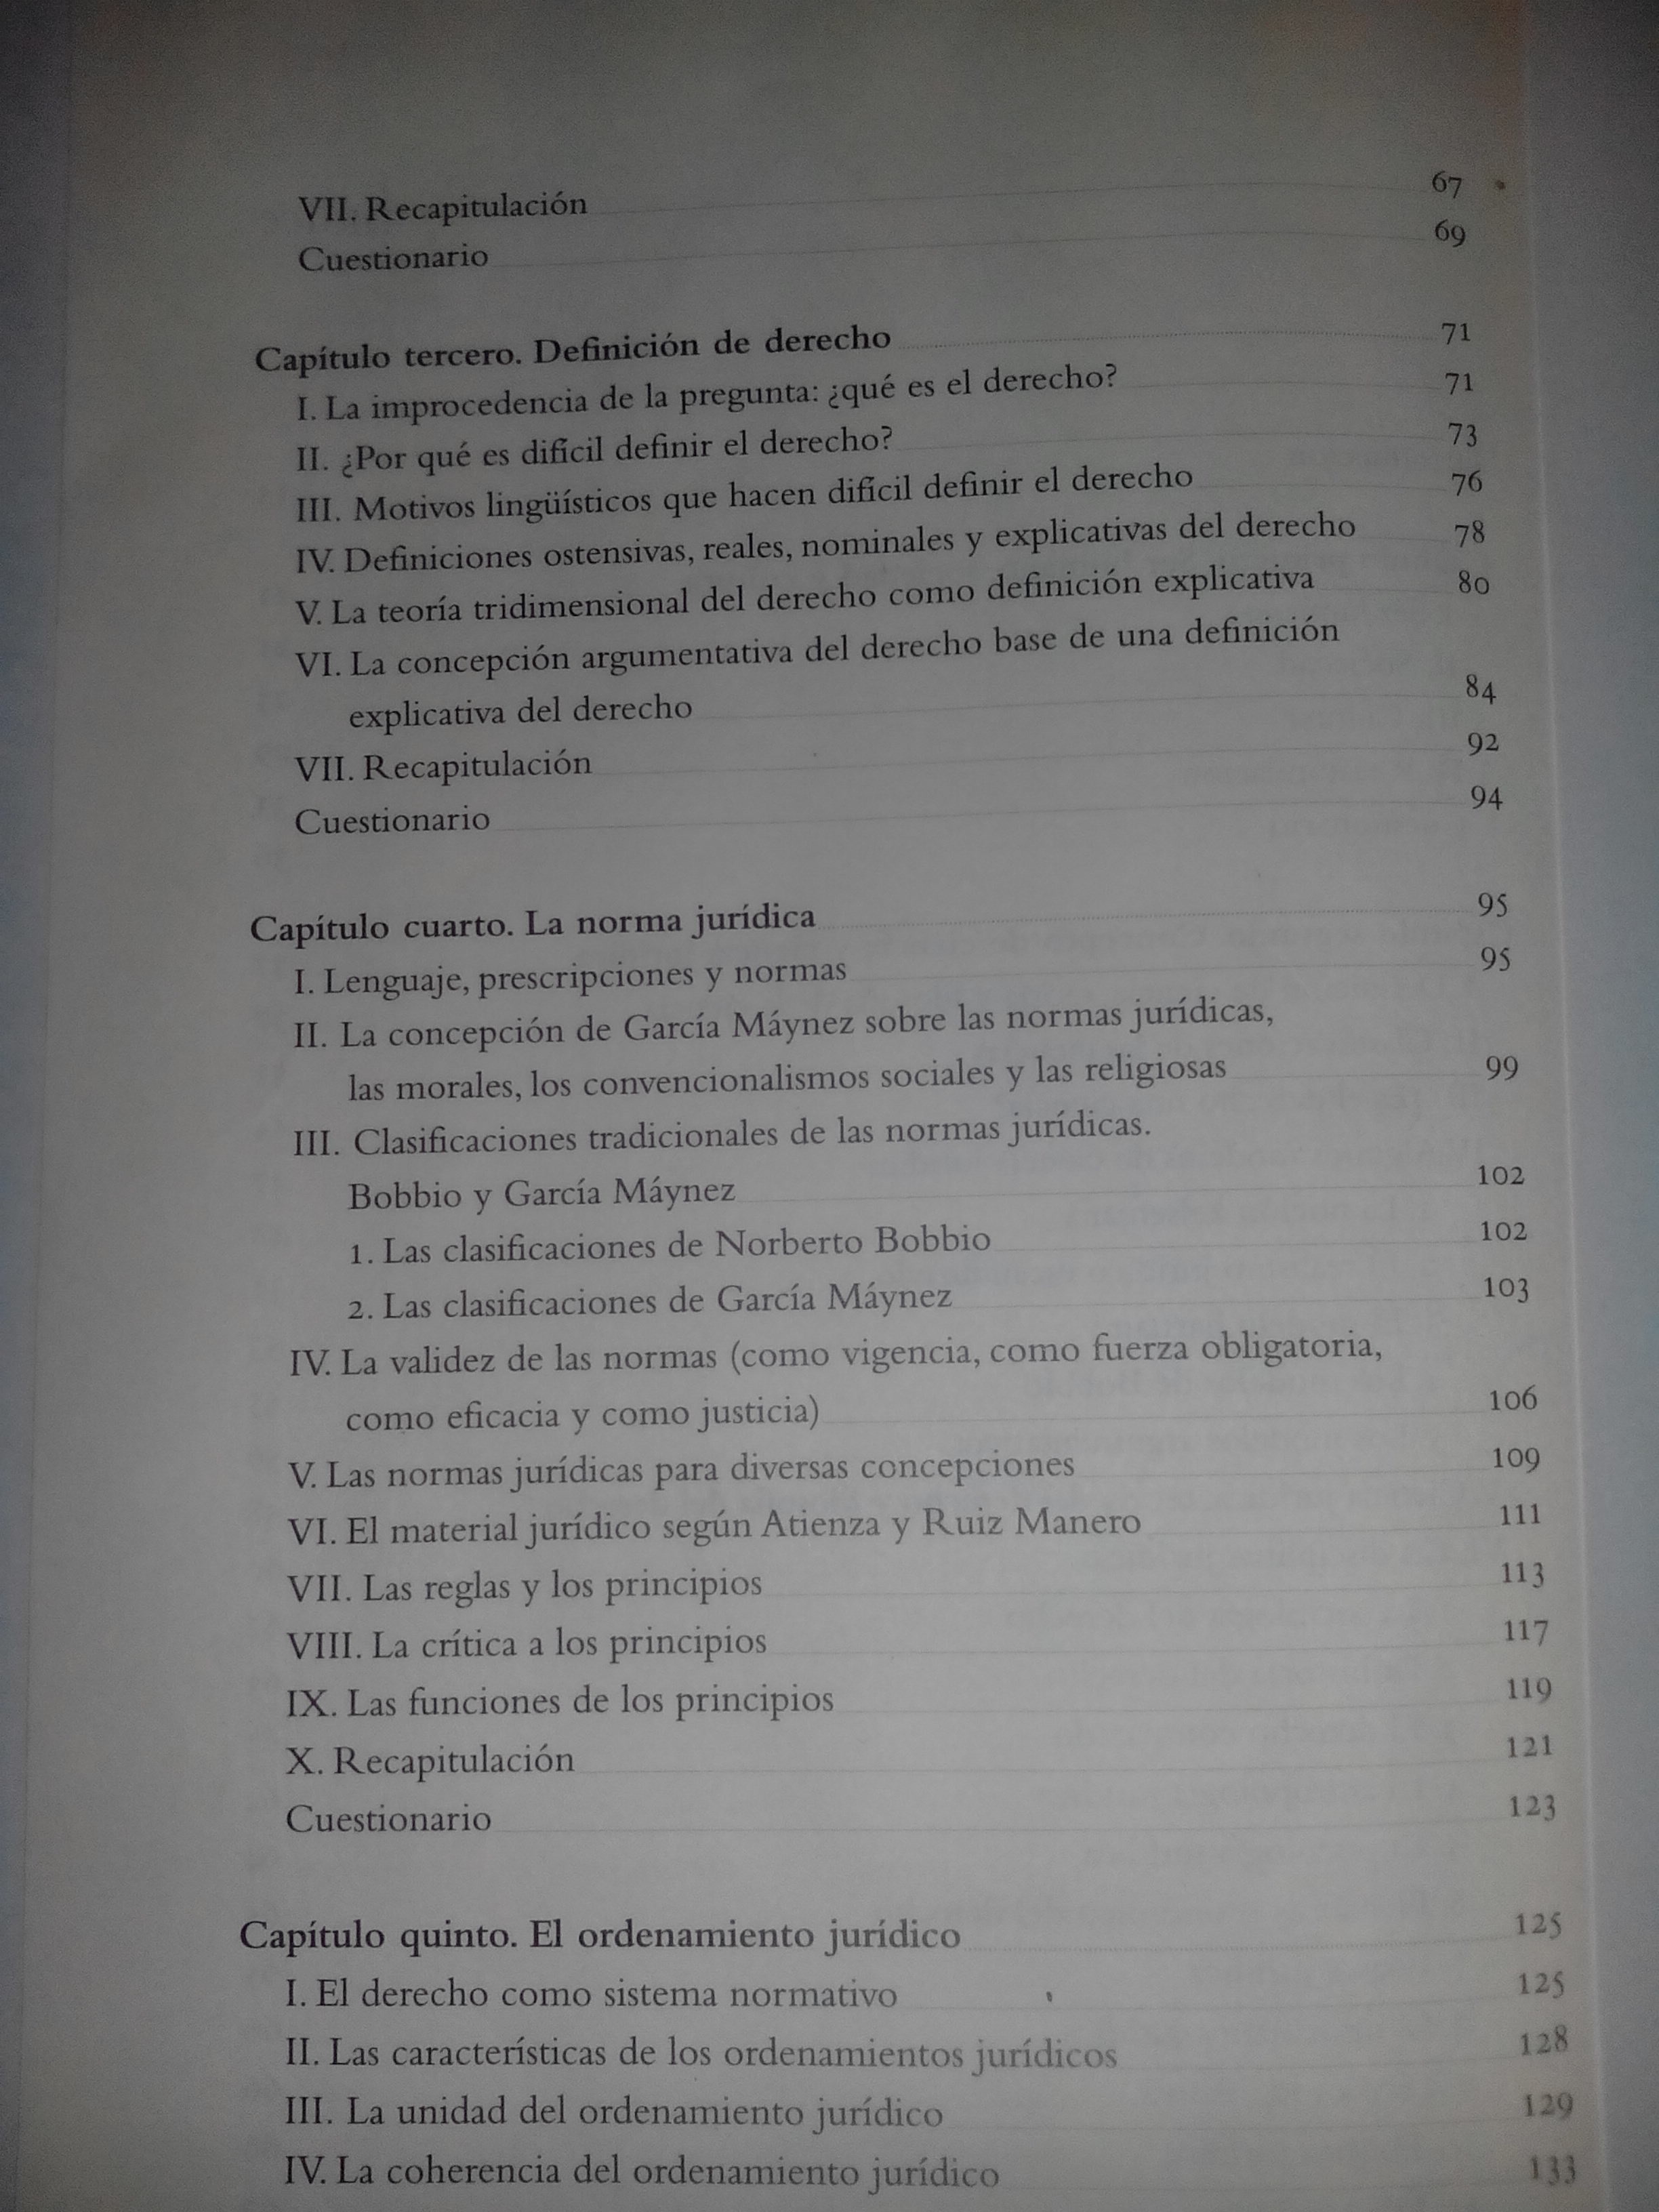 VII. Recapitulación 67
Cuestionario 69
Capítulo tercero. Definición de derecho 71
I. La improcedencia de la pregunta: ¿qué es el derecho? 71
II. ¿Por qué es difícil definir el derecho? 73
III. Motivos lingüísticos que hacen difícil definir el derecho 76
IV. Definiciones ostensivas, reales, nominales y explicativas del derecho 78
V. La teoría tridimensional del derecho como definición explicativa 80
VI. La concepción argumentativa del derecho base de una definición
explicativa del derecho 84
VII. Recapitulación 92
Cuestionario 94
Capítulo cuarto. La norma jurídica 95
I. Lenguaje, prescripciones y normas 95
II. La concepción de García Máynez sobre las normas jurídicas,
las morales, los convencionalismos sociales y las religiosas 99
III. Clasificaciones tradicionales de las normas jurídicas.
Bobbio y García Máynez 102
1. Las clasificaciones de Norberto Bobbio 102
2. Las clasificaciones de García Máynez 103
IV. La validez de las normas (como vigencia, como fuerza obligatoria,
como eficacia y como justicia) 106
V. Las normas jurídicas para diversas concepciones 109
VI. El material jurídico según Atienza y Ruiz Manero 111
VII. Las reglas y los principios 113
VIII. La crítica a los principios 117
IX. Las funciones de los principios 119
X. Recapitulación 121
Cuestionario 123
Capítulo quinto. El ordenamiento jurídico 125
I. El derecho como sistema normativo 125
II. Las características de los ordenamientos jurídicos 128
III. La unidad del ordenamiento jurídico 129
IV. La coherencia del ordenamiento jurídico 133